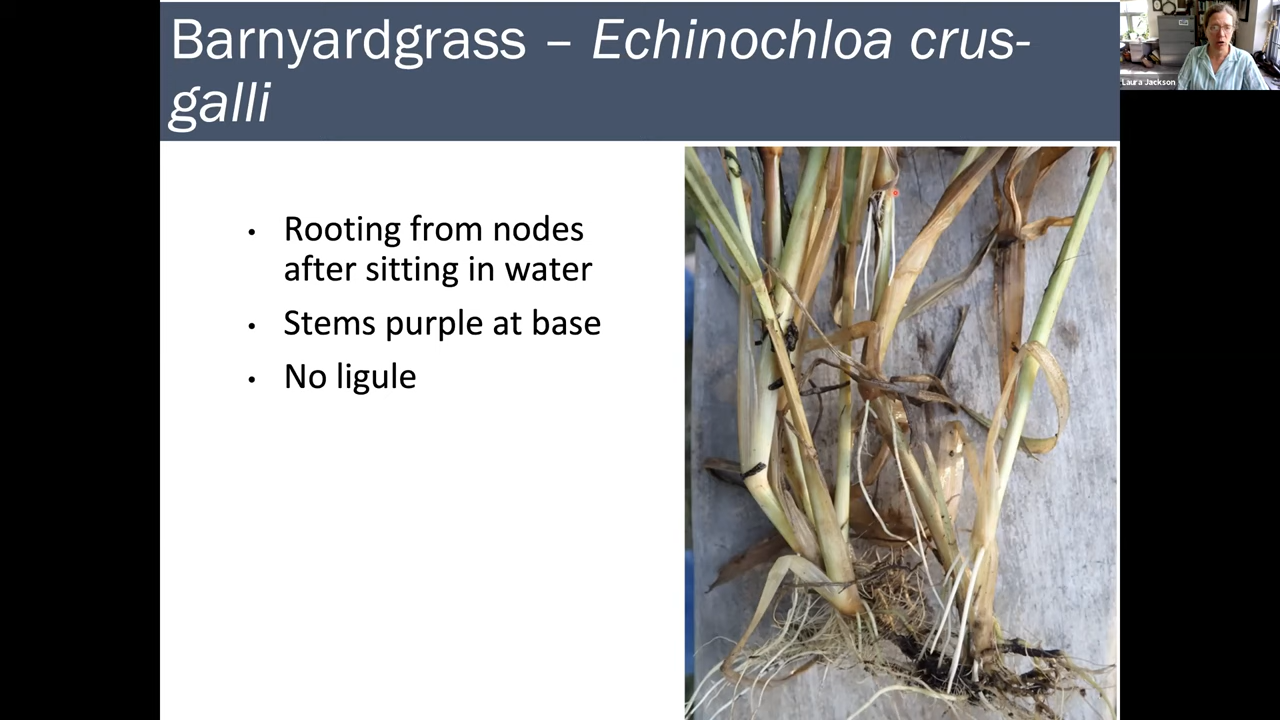 Barnyardgrass – Echinochloa crus-
galli
Laura Jackson
• Rooting from nodes
after sitting in water
• Stems purple at base
• No ligule